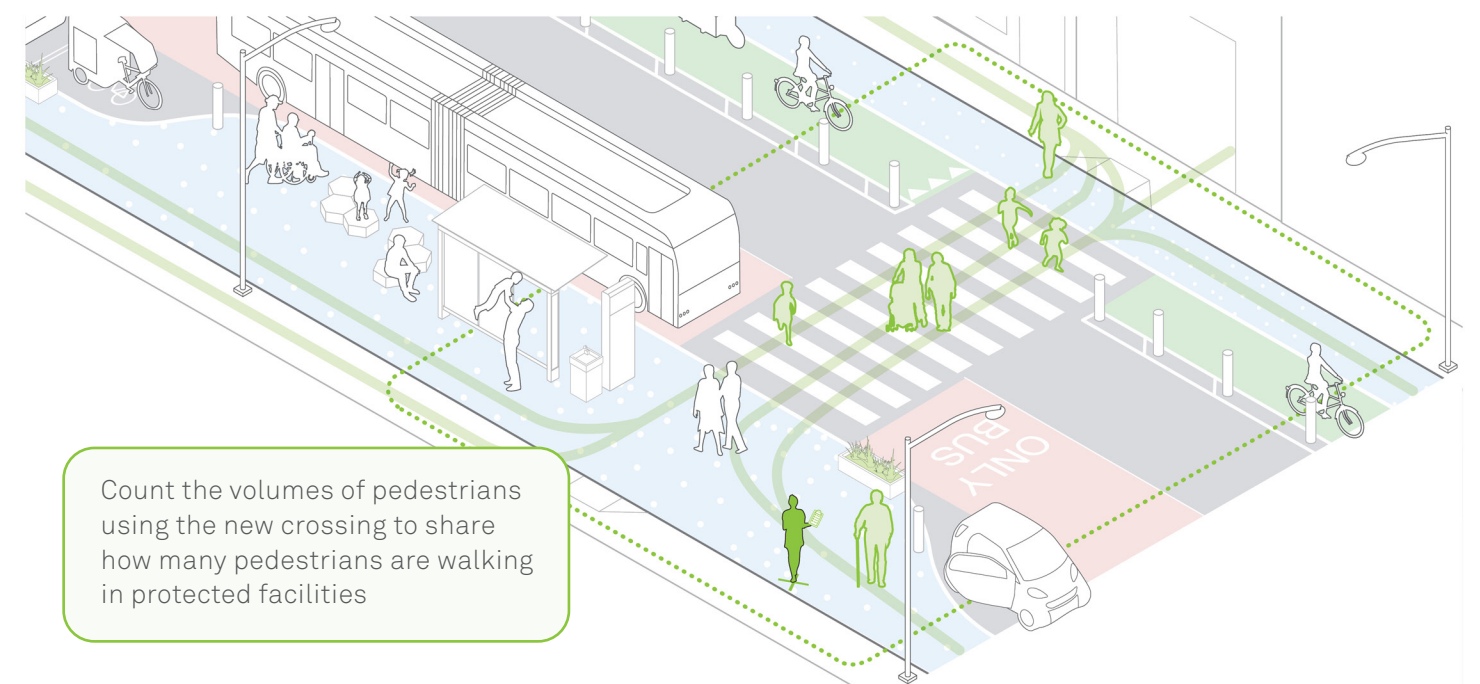 ONLY
BUS
Count the volumes of pedestrians
using the new crossing to share
how many pedestrians are walking
in protected facilities